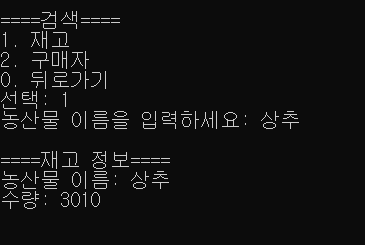 ====검색====
1. 재고
2. 구매자
0. 뒤로가기
선택: 1
농산물 이름을 입력하세요: 상추
====재고 정보====
농산물 이름: 상추
수량: 3010